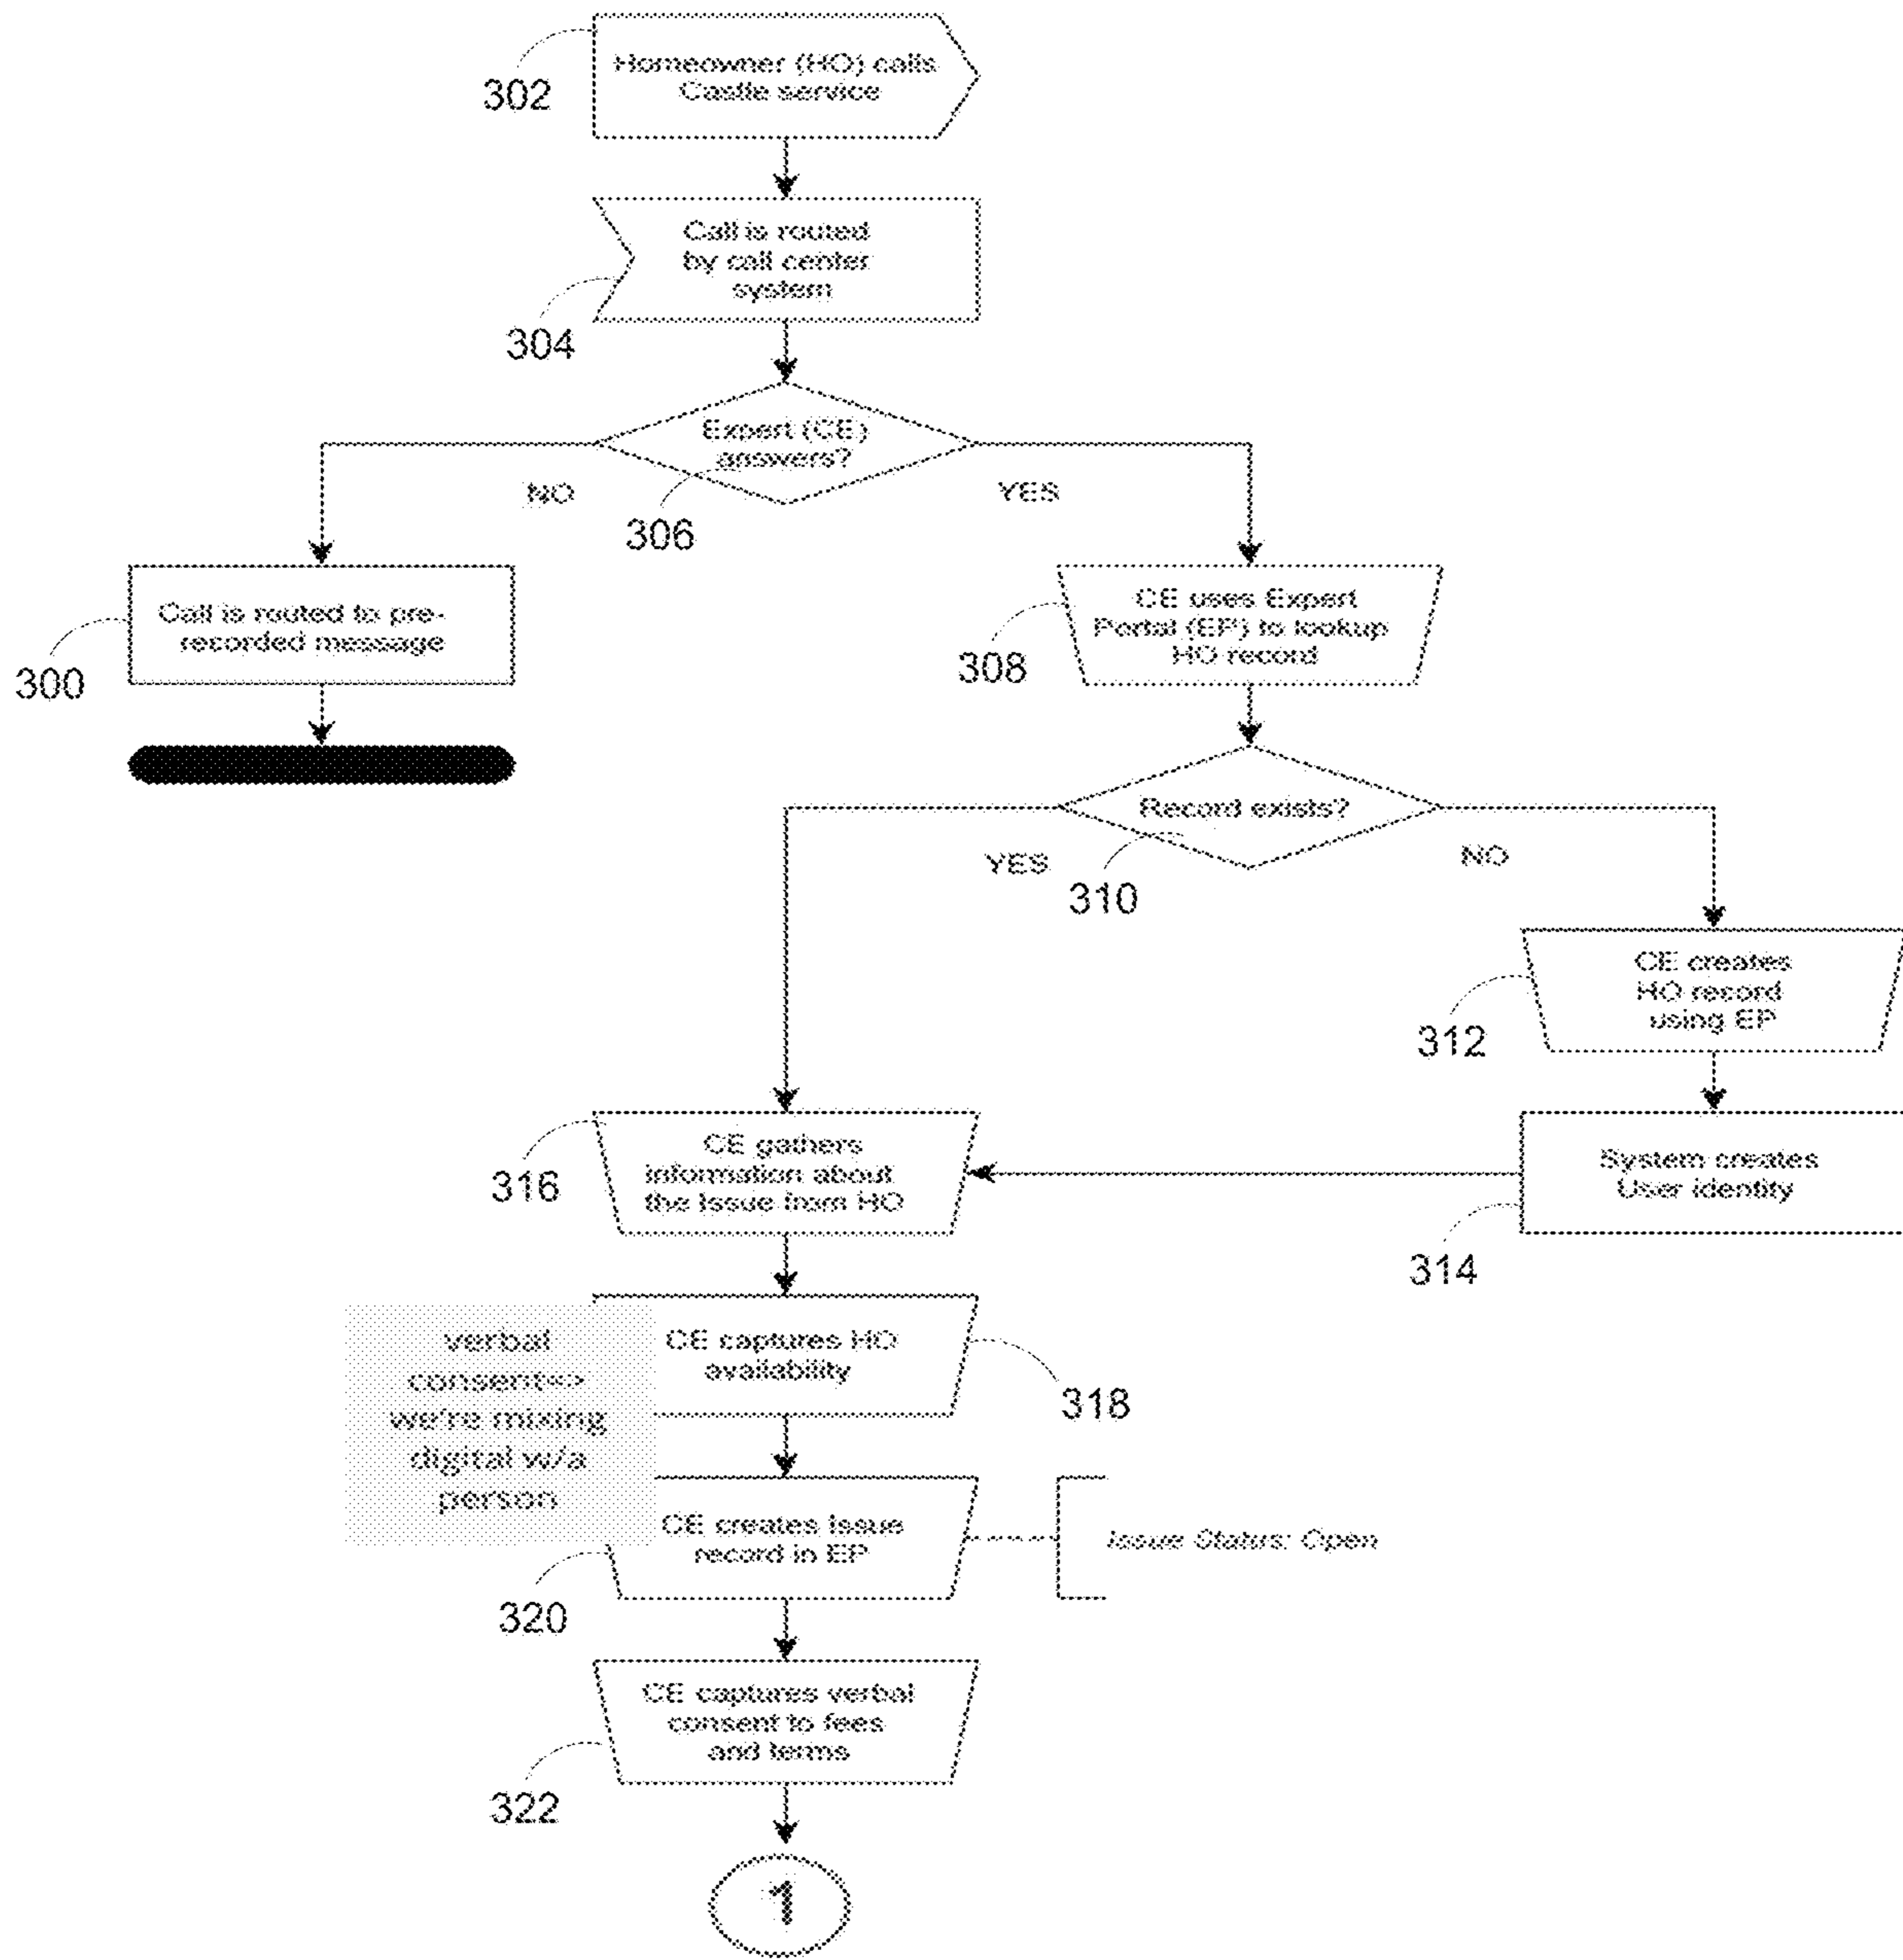 302
Homeowner (HO) calls
Castle service
304
Call is routed
by call center
system
Expert (CE)
answers?
306
NO
YES
300
Call is routed to pre-
recorded message
308
CE uses Expert
Portal (EP) to lookup
HO record
Record exists?
310
YES
NO
312
CE creates
HO record
using EP
316
CE gathers
information about
the Issue from HO
System creates
User identity
314
verbal
consent=>
we're mixing
digital w/a
person
CE captures HO
availability
318
CE creates Issue
record in EP
320
Issue Status: Open
CE captures verbal
consent to fees
and terms
322
1